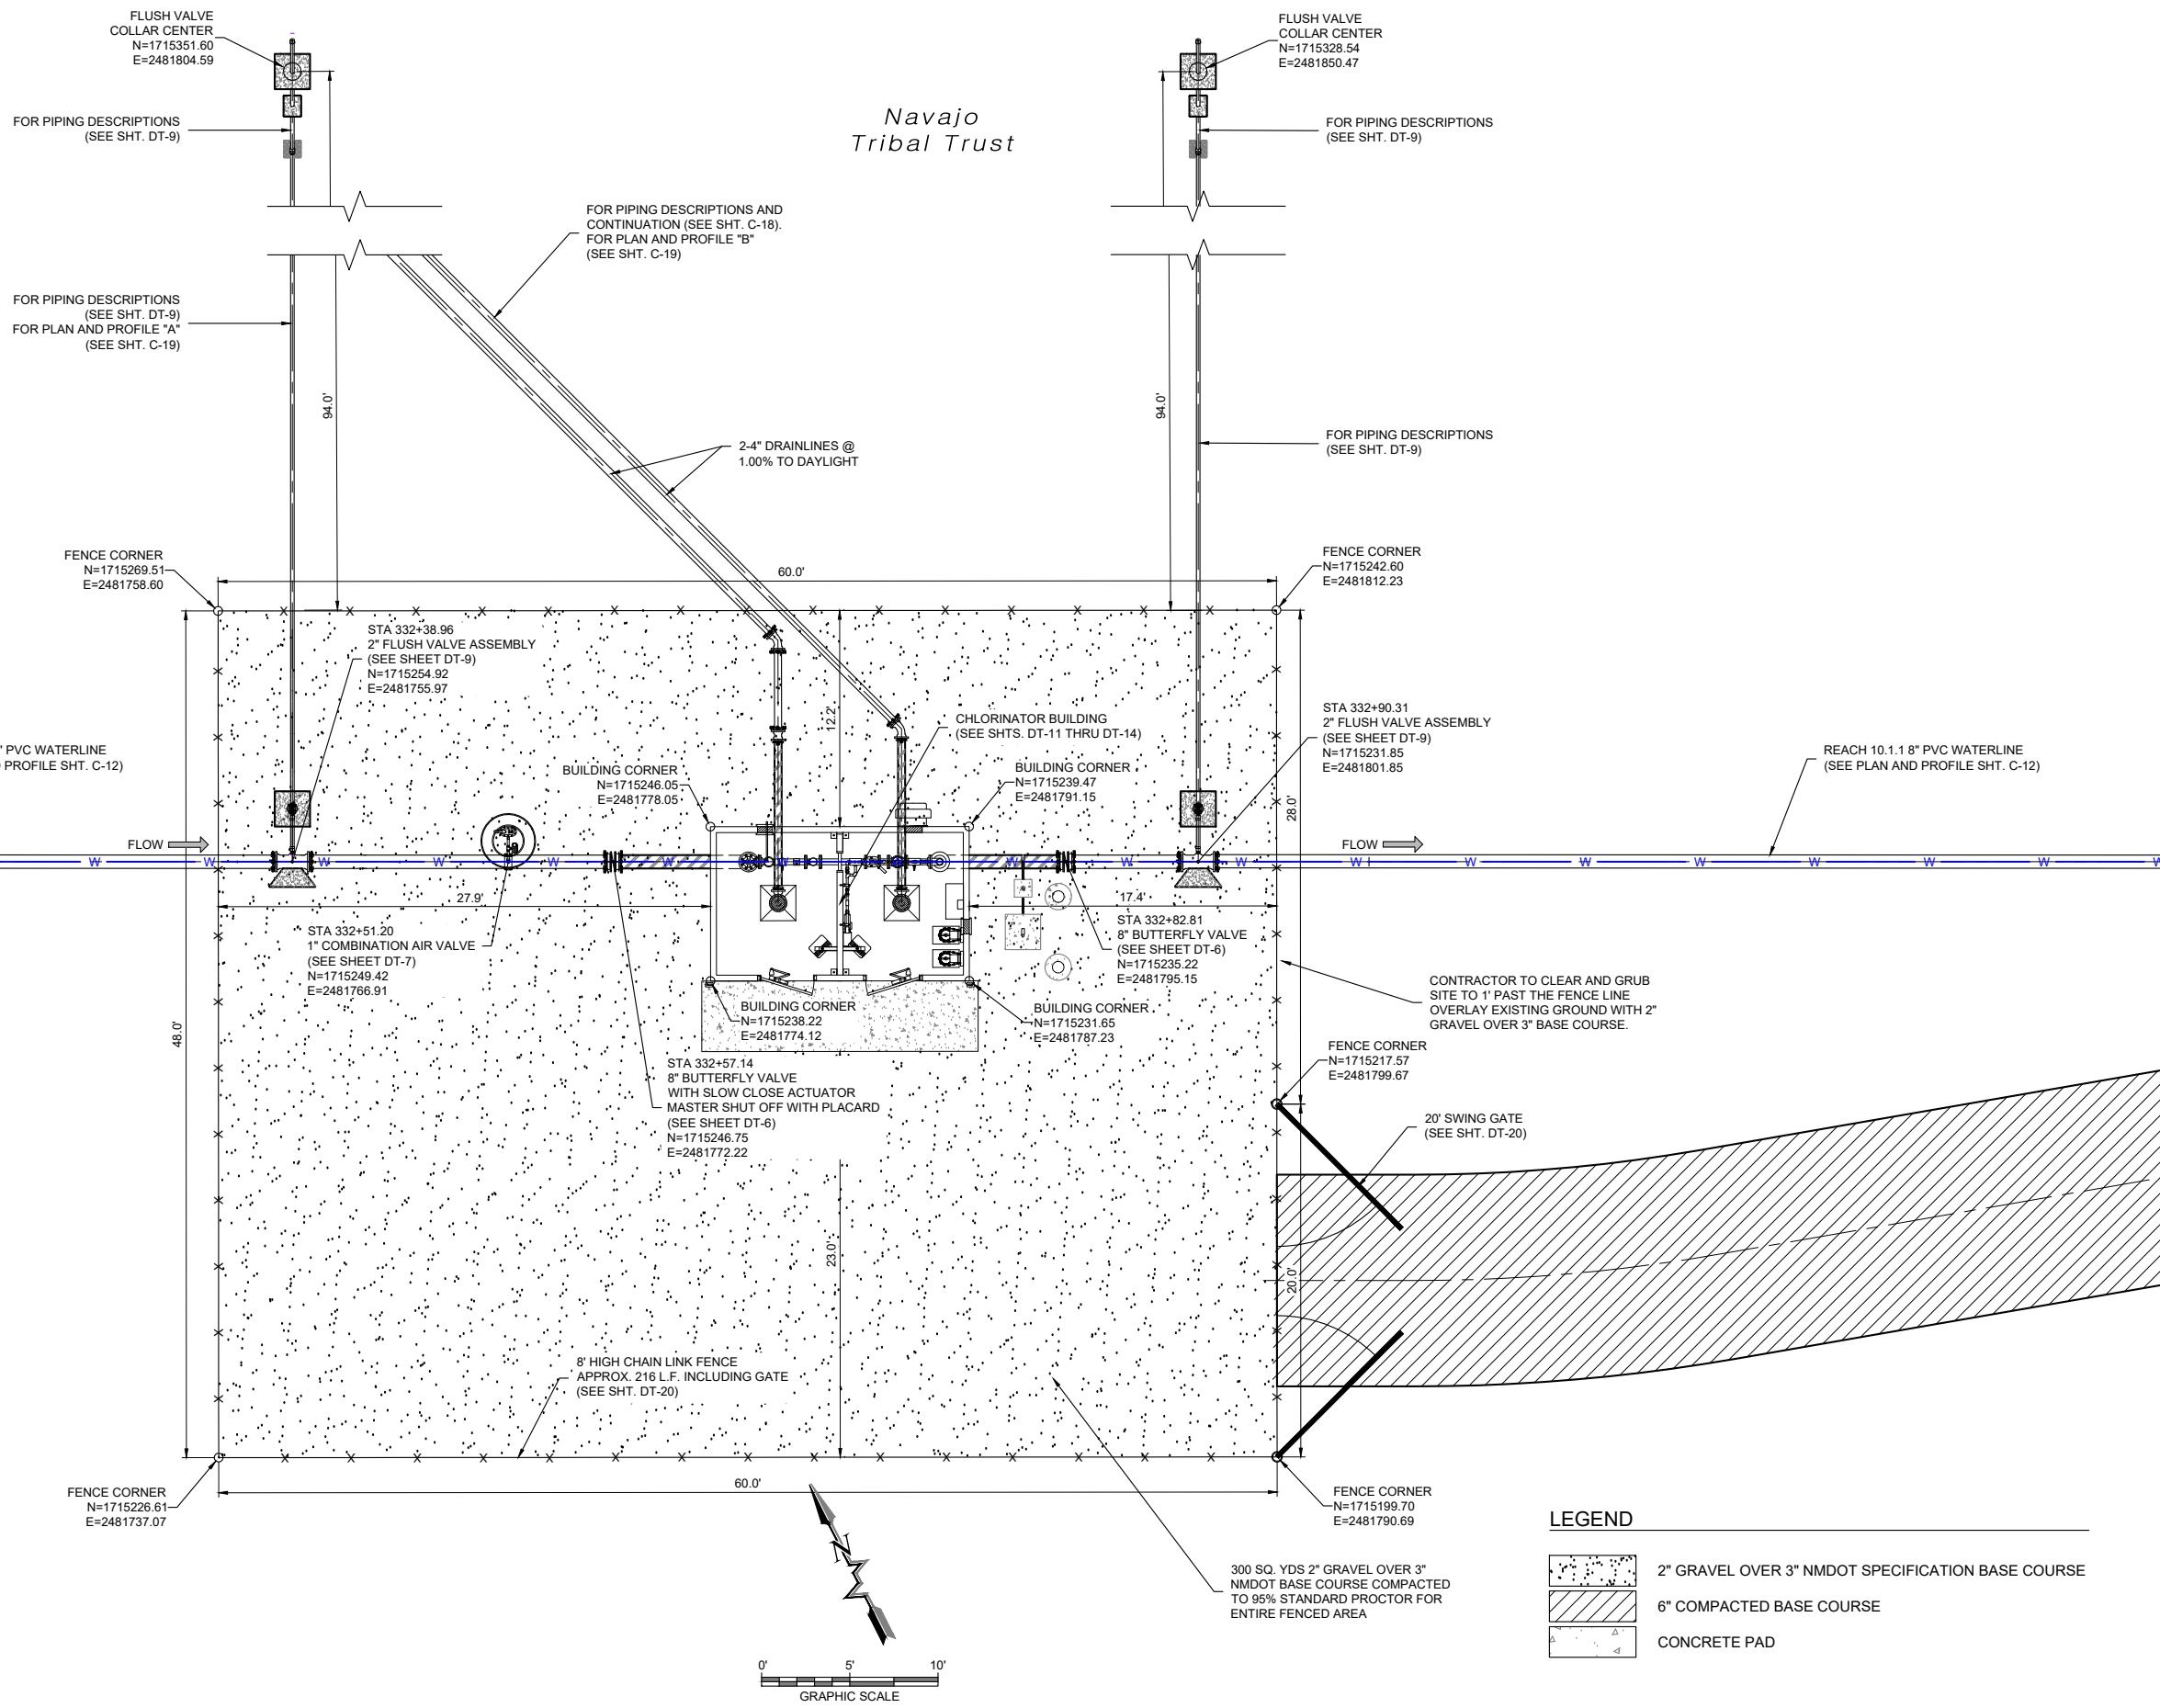 FLUSH VALVE
COLLAR CENTER
N=1715351.60
E=2481804.59
FLUSH VALVE
COLLAR CENTER
N=1715328.54
E=2481850.47
FOR PIPING DESCRIPTIONS
(SEE SHT. DT-9)
Navajo
Tribal Trust
FOR PIPING DESCRIPTIONS
(SEE SHT. DT-9)
FOR PIPING DESCRIPTIONS AND
CONTINUATION (SEE SHT. C-18).
FOR PLAN AND PROFILE "B"
(SEE SHT. C-19)
FOR PIPING DESCRIPTIONS
(SEE SHT. DT-9)
FOR PLAN AND PROFILE "A"
(SEE SHT. C-19)
94.0'
94.0'
2-4" DRAINLINES @
1.00% TO DAYLIGHT
FOR PIPING DESCRIPTIONS
(SEE SHT. DT-9)
FENCE CORNER
N=1715269.51
E=2481758.60
60.0'
FENCE CORNER
N=1715242.60
E=2481812.23
STA 332+38.96
2" FLUSH VALVE ASSEMBLY
(SEE SHEET DT-9)
N=1715254.92
E=2481755.97
12.2'
CHLORINATOR BUILDING
(SEE SHTS. DT-11 THRU DT-14)
STA 332+90.31
2" FLUSH VALVE ASSEMBLY
(SEE SHEET DT-9)
N=1715231.85
E=2481801.85
" PVC WATERLINE
PROFILE SHT. C-12)
REACH 10.1.1 8" PVC WATERLINE
(SEE PLAN AND PROFILE SHT. C-12)
BUILDING CORNER
N=1715246.05
E=2481778.05
BUILDING CORNER
N=1715239.47
E=2481791.15
28.0'
FLOW
FLOW
W W W W W W W W W W W W W W W W W W W
27.9'
17.4'
STA 332+51.20
1" COMBINATION AIR VALVE
(SEE SHEET DT-7)
N=1715249.42
E=2481766.91
STA 332+82.81
8" BUTTERFLY VALVE
(SEE SHEET DT-6)
N=1715235.22
E=2481795.15
CONTRACTOR TO CLEAR AND GRUB
SITE TO 1' PAST THE FENCE LINE
OVERLAY EXISTING GROUND WITH 2"
GRAVEL OVER 3" BASE COURSE.
48.0'
BUILDING CORNER
N=1715238.22
E=2481774.12
BUILDING CORNER
N=1715231.65
E=2481787.23
FENCE CORNER
N=1715217.57
E=2481799.67
STA 332+57.14
8" BUTTERFLY VALVE
WITH SLOW CLOSE ACTUATOR
MASTER SHUT OFF WITH PLACARD
(SEE SHEET DT-6)
N=1715246.75
E=2481772.22
20' SWING GATE
(SEE SHT. DT-20)
23.0'
20.0'
8' HIGH CHAIN LINK FENCE
APPROX. 216 L.F. INCLUDING GATE
(SEE SHT. DT-20)
60.0'
FENCE CORNER
N=1715226.61
E=2481737.07
FENCE CORNER
N=1715199.70
E=2481790.69
N
300 SQ. YDS 2" GRAVEL OVER 3"
NMDOT BASE COURSE COMPACTED
TO 95% STANDARD PROCTOR FOR
ENTIRE FENCED AREA
LEGEND
2" GRAVEL OVER 3" NMDOT SPECIFICATION BASE COURSE
6" COMPACTED BASE COURSE
CONCRETE PAD
0' 5' 10'
GRAPHIC SCALE